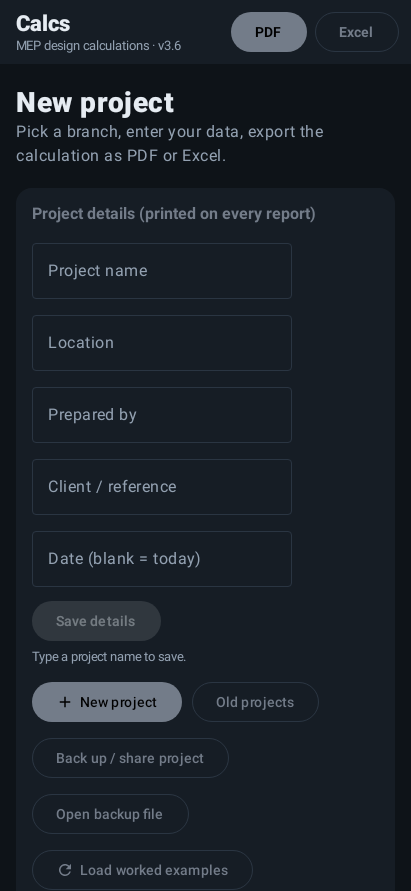 Calcs
MEP design calculations · v3.6
PDF
Excel
New project
Pick a branch, enter your data, export the
calculation as PDF or Excel.
Project details (printed on every report)
Project name
Location
Prepared by
Client / reference
Date (blank = today)
Save details
Type a project name to save.
New project
Old projects
Back up / share project
Open backup file
Load worked examples